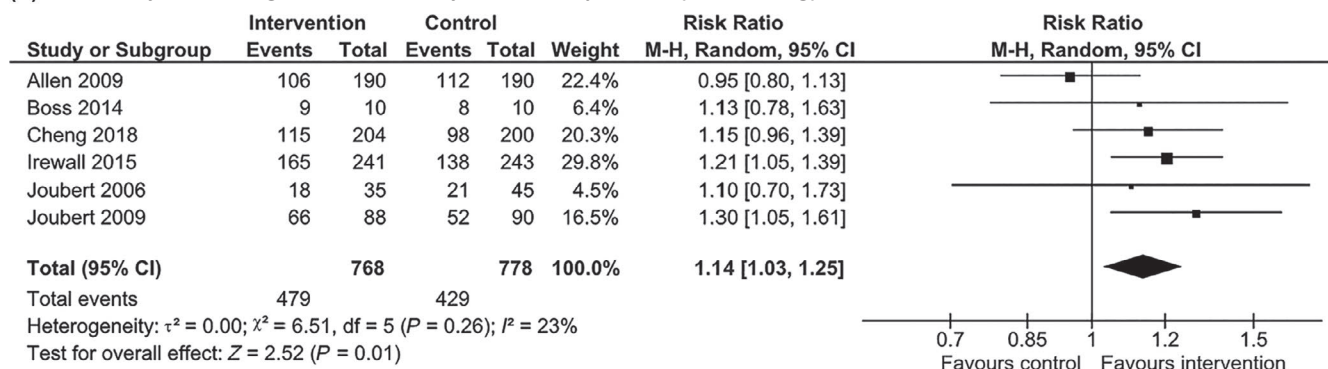 Intervention Control Risk Ratio Risk Ratio
Study or Subgroup Events Total Events Total Weight M-H, Random, 95% CI M-H, Random, 95% CI
Allen 2009 106 190 112 190 22.4% 0.95 [0.80, 1.13]
Boss 2014 9 10 8 10 6.4% 1.13 [0.78, 1.63]
Cheng 2018 115 204 98 200 20.3% 1.15 [0.96, 1.39]
Irewall 2015 165 241 138 243 29.8% 1.21 [1.05, 1.39]
Joubert 2006 18 35 21 45 4.5% 1.10 [0.70, 1.73]
Joubert 2009 66 88 52 90 16.5% 1.30 [1.05, 1.61]
Total (95% CI) 768 778 100.0% 1.14 [1.03, 1.25]
Total events 479 429
Heterogeneity: τ² = 0.00; χ² = 6.51, df = 5 (P = 0.26); I² = 23%
Test for overall effect: Z = 2.52 (P = 0.01)
0.7 0.85 1 1.2 1.5
Favours control Favours intervention